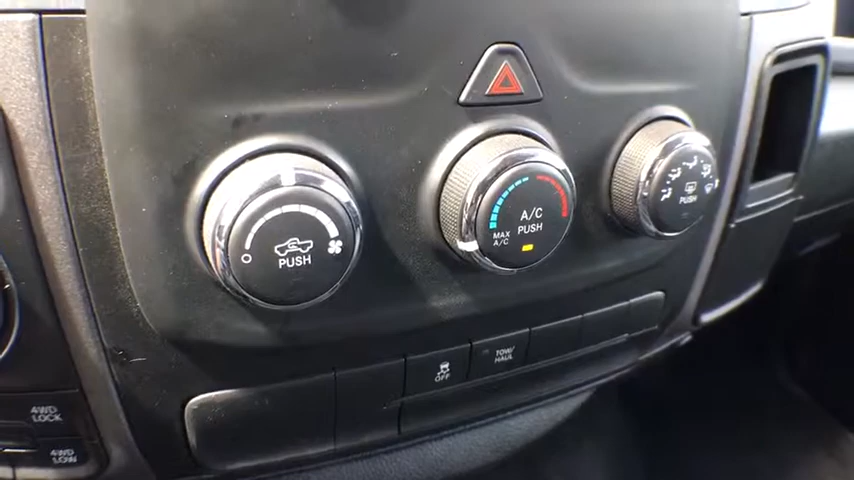 PUSH
A/C
PUSH
MAX
A/C
PUSH
OFF
TOW/
HAUL
4WD
LOCK
4WD
LOW